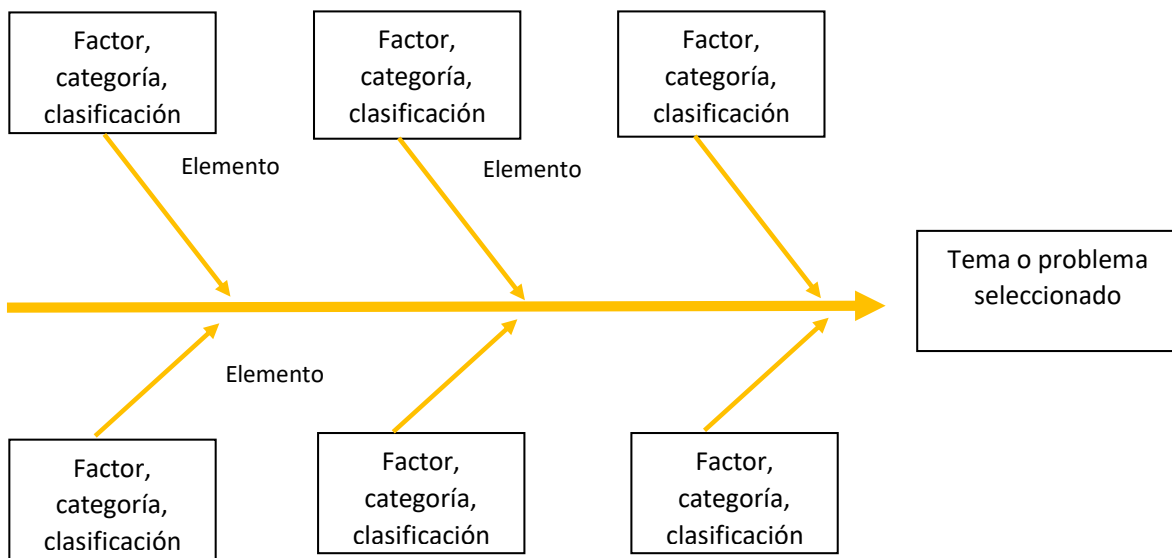 Factor,
categoría,
clasificación
Factor,
categoría,
clasificación
Factor,
categoría,
clasificación
Elemento
Elemento
Tema o problema
seleccionado
Elemento
Factor,
categoría,
clasificación
Factor,
categoría,
clasificación
Factor,
categoría,
clasificación